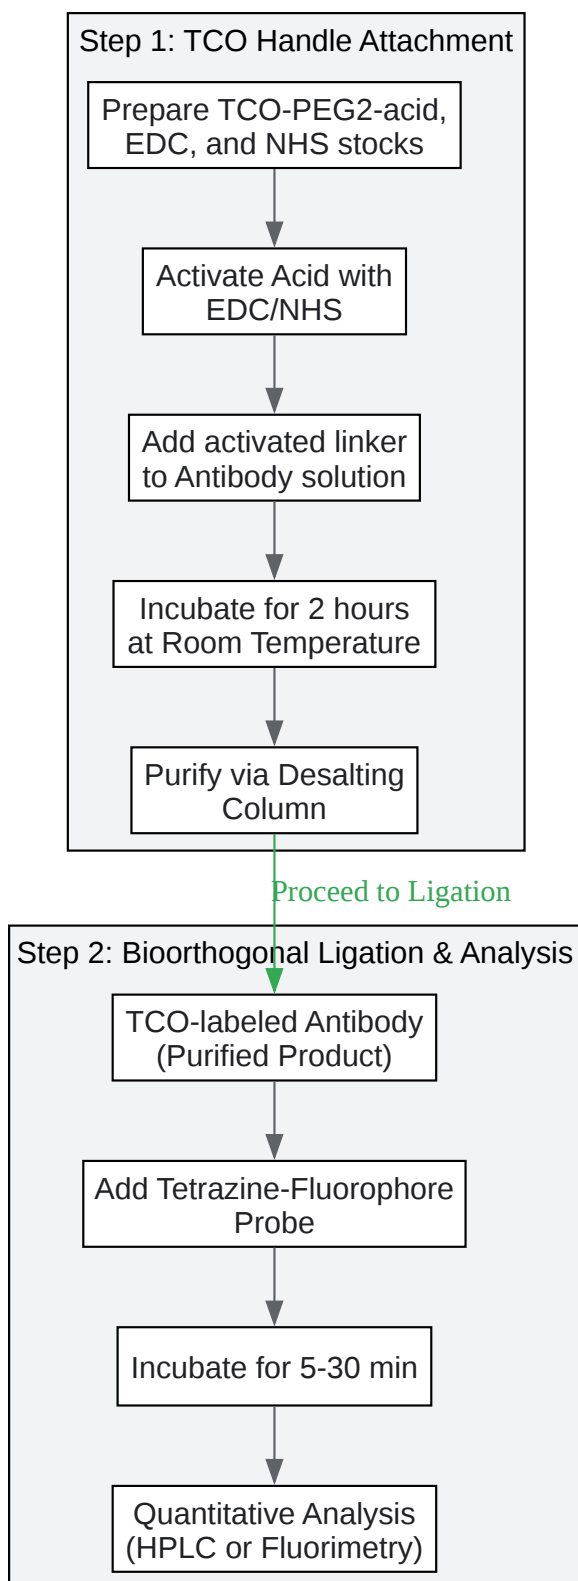 Step 1: TCO Handle Attachment
Prepare TCO-PEG2-acid,
EDC, and NHS stocks
Activate Acid with
EDC/NHS
Add activated linker
to Antibody solution
Incubate for 2 hours
at Room Temperature
Purify via Desalting
Column
Proceed to Ligation
Step 2: Bioorthogonal Ligation & Analysis
TCO-labeled Antibody
(Purified Product)
Add Tetrazine-Fluorophore
Probe
Incubate for 5-30 min
Quantitative Analysis
(HPLC or Fluorimetry)